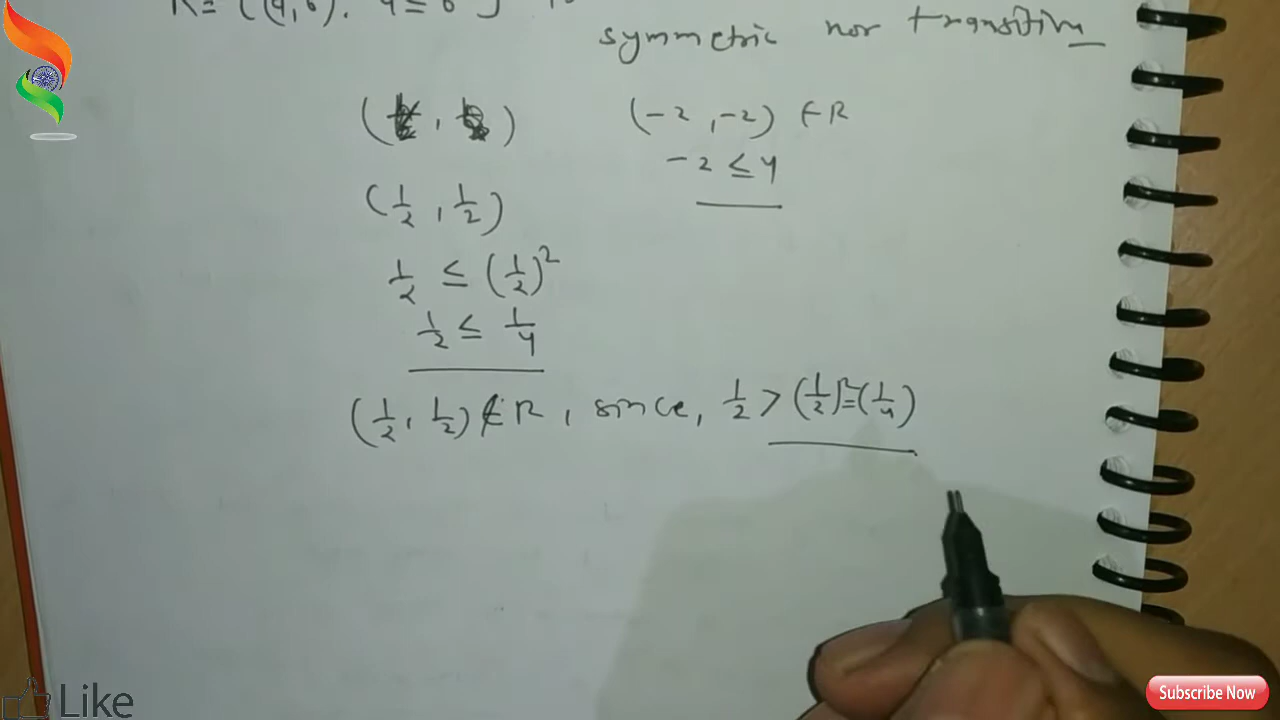 R= {(a,b): a ≤ b }
symmetric nor transitive
(-2 ,-2) ∈ R
-2 ≤ 4
(1/2 , 1/2)
1/2 ≤ (1/2)^2
1/2 ≤ 1/4
(1/2, 1/2) ∉ R, since, 1/2 > (1/2)^2=(1/4)
Like
Subscribe Now